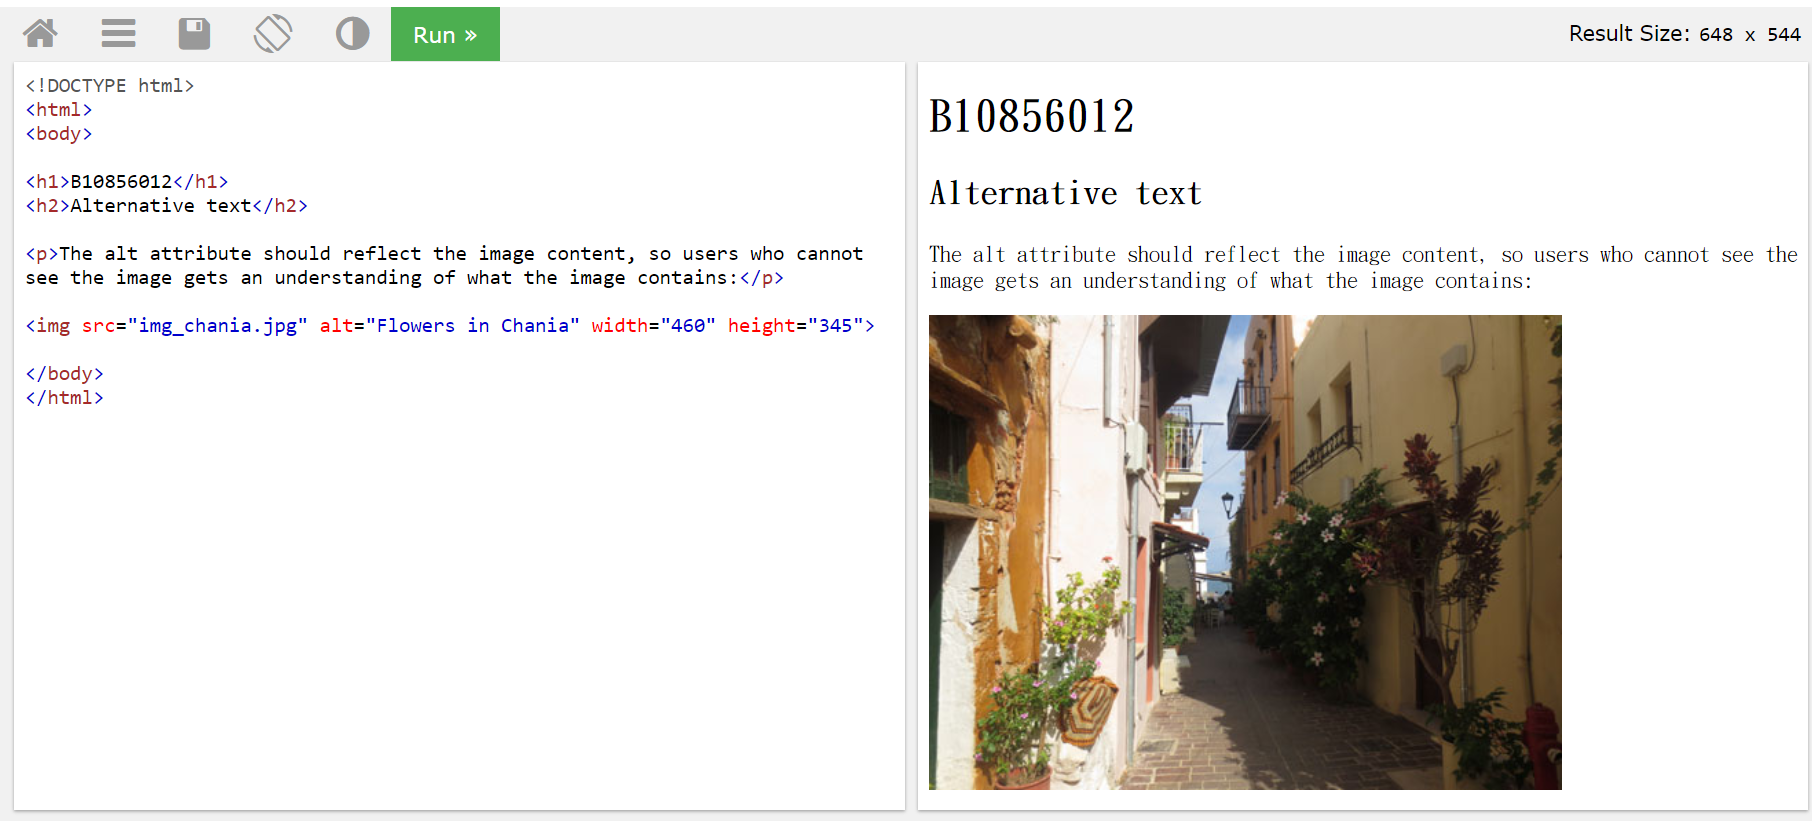 Run »
Result Size: 648 x 544
<!DOCTYPE html>
<html>
<body>
<h1>B10856012</h1>
<h2>Alternative text</h2>
<p>The alt attribute should reflect the image content, so users who cannot
see the image gets an understanding of what the image contains:</p>
<img src="img_chania.jpg" alt="Flowers in Chania" width="460" height="345">
</body>
</html>
B10856012
Alternative text
The alt attribute should reflect the image content, so users who cannot see the
image gets an understanding of what the image contains: